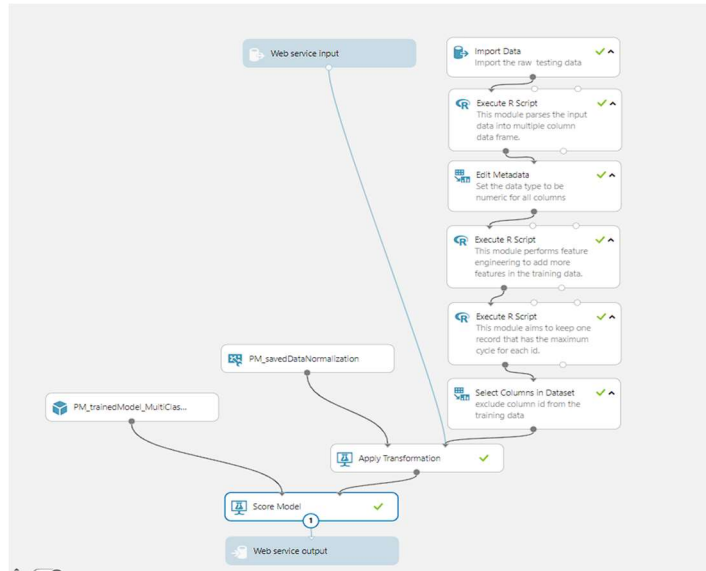 Web service input
Import Data
Import the raw testing data
Execute R Script
This module parses the input
data into multiple column
data frame.
Edit Metadata
Set the data type to be
numeric for all columns
Execute R Script
This module performs feature
engineering to add more
features in the training data.
Execute R Script
This module aims to keep one
record that has the maximum
cycle for each id.
PM_savedDataNormalization
Select Columns in Dataset
exclude column id from the
training data
PM_trainedModel_MultiClas...
Apply Transformation
Score Model
1
Web service output